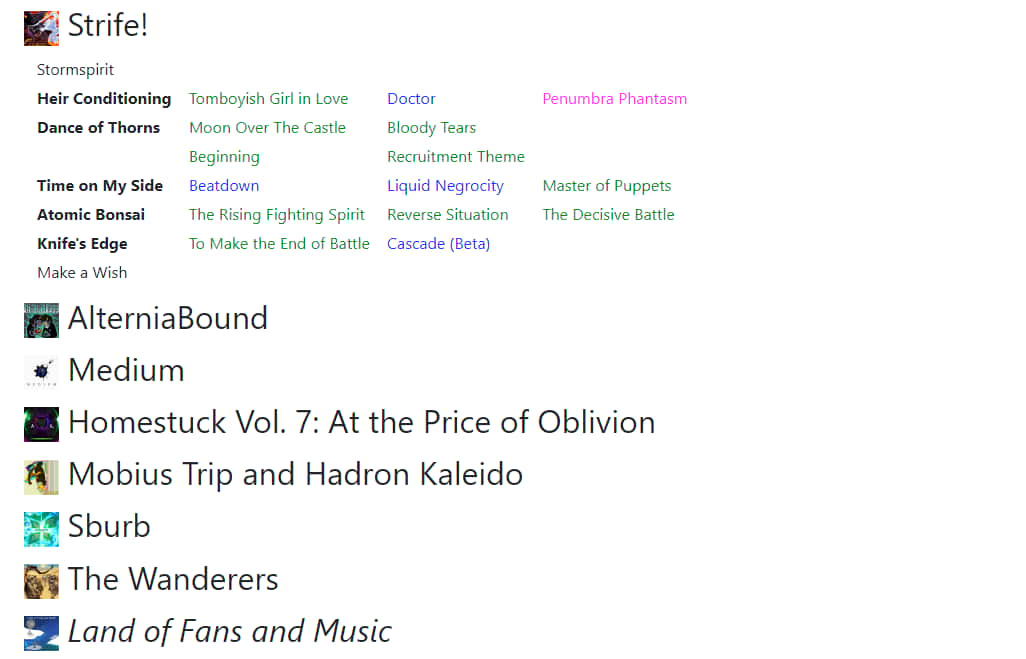 Strife!
Stormspirit
Heir Conditioning Tomboyish Girl in Love Doctor Penumbra Phantasm
Dance of Thorns Moon Over The Castle Bloody Tears
Beginning Recruitment Theme
Time on My Side Beatdown Liquid Negrocity Master of Puppets
Atomic Bonsai The Rising Fighting Spirit Reverse Situation The Decisive Battle
Knife's Edge To Make the End of Battle Cascade (Beta)
Make a Wish
AlterniaBound
Medium
Homestuck Vol. 7: At the Price of Oblivion
Mobius Trip and Hadron Kaleido
Sburb
The Wanderers
Land of Fans and Music